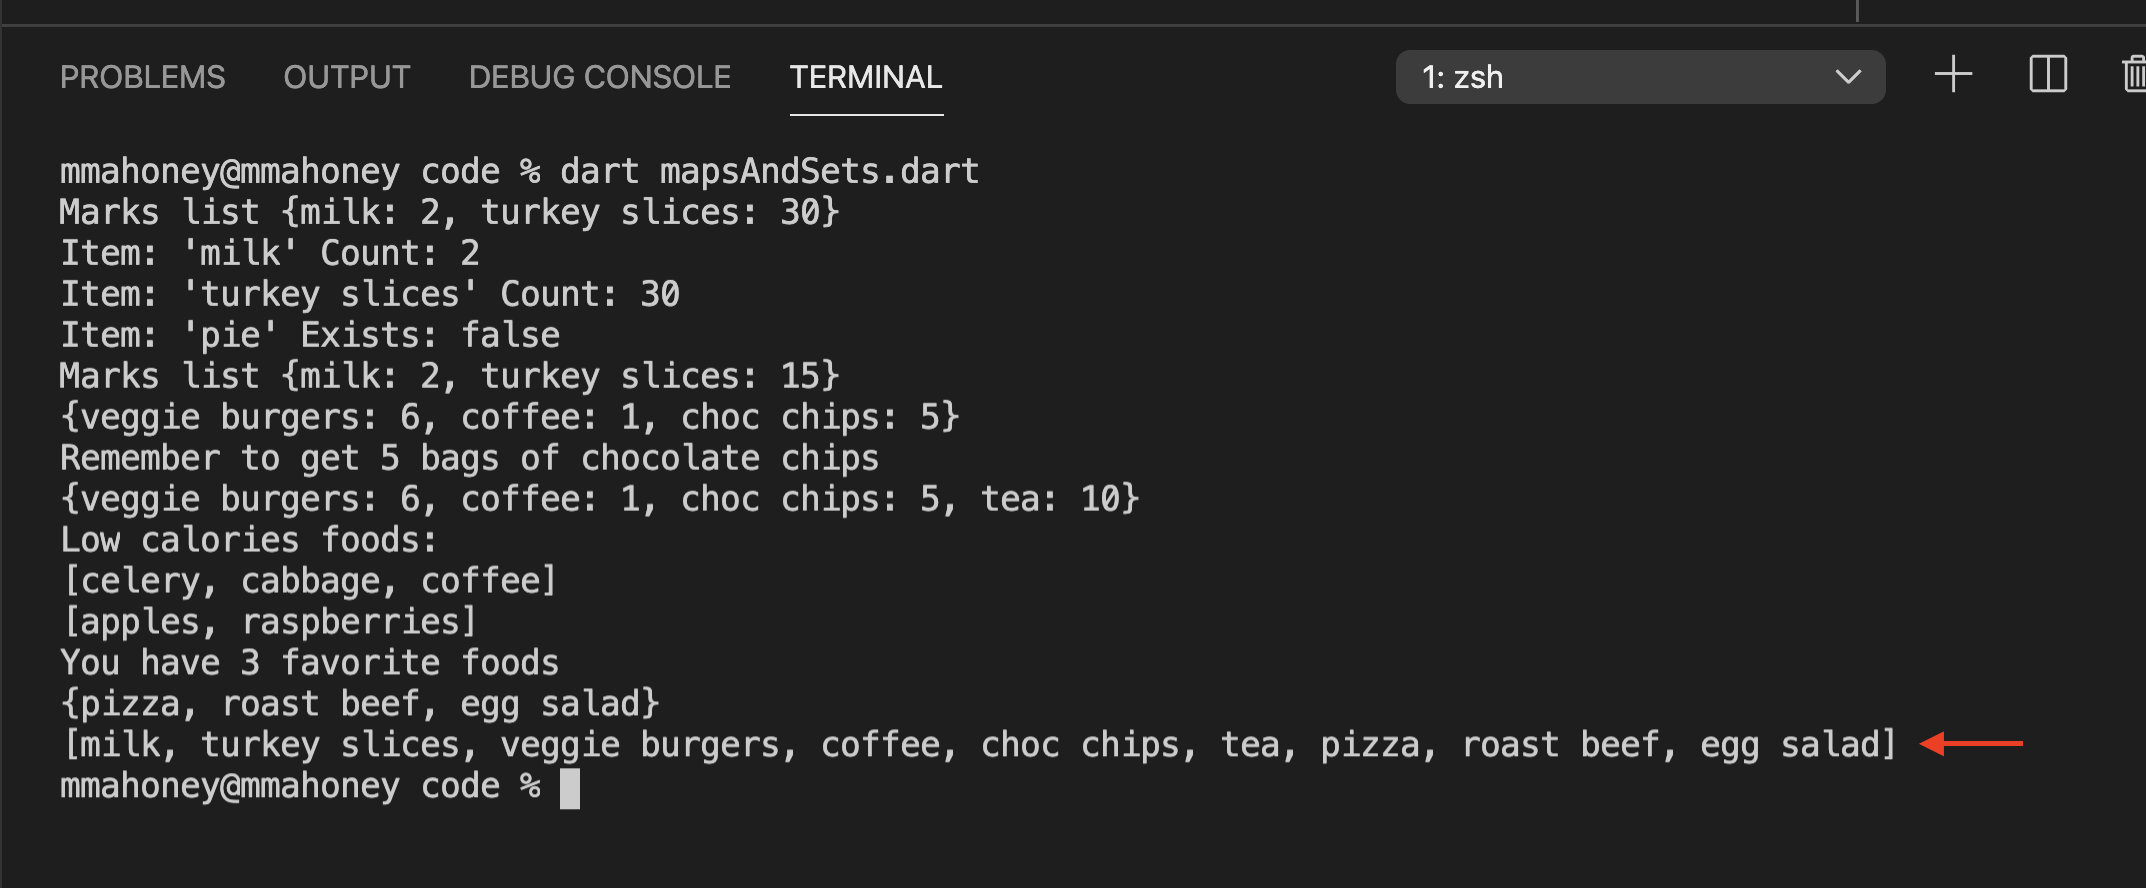 PROBLEMS OUTPUT DEBUG CONSOLE TERMINAL 1: zsh
mmahoney@mmahoney code % dart mapsAndSets.dart
Marks list {milk: 2, turkey slices: 30}
Item: 'milk' Count: 2
Item: 'turkey slices' Count: 30
Item: 'pie' Exists: false
Marks list {milk: 2, turkey slices: 15}
{veggie burgers: 6, coffee: 1, choc chips: 5}
Remember to get 5 bags of chocolate chips
{veggie burgers: 6, coffee: 1, choc chips: 5, tea: 10}
Low calories foods:
[celery, cabbage, coffee]
[apples, raspberries]
You have 3 favorite foods
{pizza, roast beef, egg salad}
[milk, turkey slices, veggie burgers, coffee, choc chips, tea, pizza, roast beef, egg salad]
mmahoney@mmahoney code %